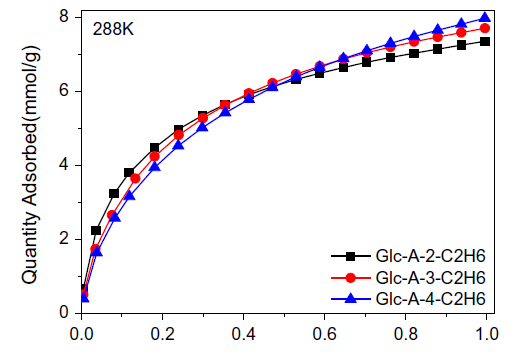 288K
Quantity Adsorbed(mmol/g)
8
6
4
2
0
Glc-A-2-C2H6
Glc-A-3-C2H6
Glc-A-4-C2H6
0.0 0.2 0.4 0.6 0.8 1.0